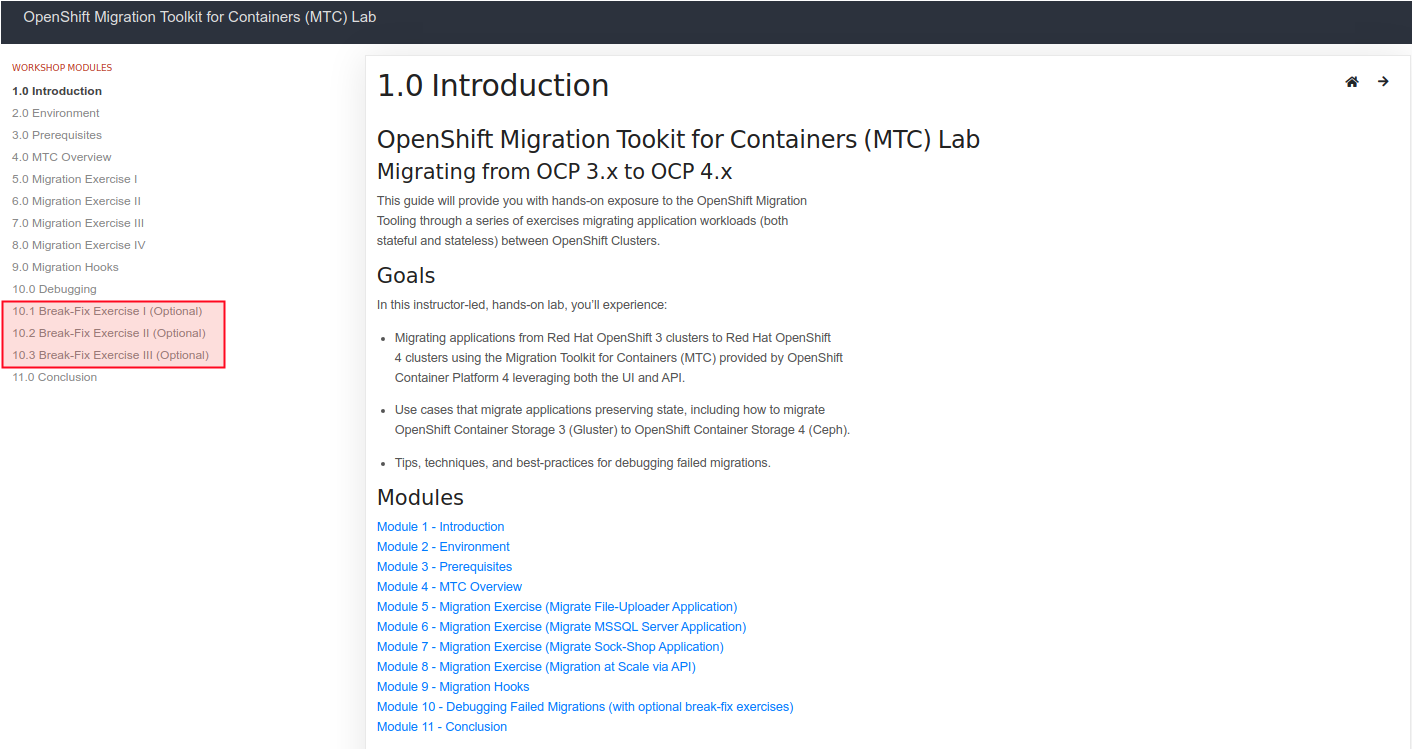 OpenShift Migration Toolkit for Containers (MTC) Lab
WORKSHOP MODULES
1.0 Introduction
2.0 Environment
3.0 Prerequisites
4.0 MTC Overview
5.0 Migration Exercise I
6.0 Migration Exercise II
7.0 Migration Exercise III
8.0 Migration Exercise IV
9.0 Migration Hooks
10.0 Debugging
10.1 Break-Fix Exercise I (Optional)
10.2 Break-Fix Exercise II (Optional)
10.3 Break-Fix Exercise III (Optional)
11.0 Conclusion
1.0 Introduction
OpenShift Migration Tookit for Containers (MTC) Lab
Migrating from OCP 3.x to OCP 4.x
This guide will provide you with hands-on exposure to the OpenShift Migration
Tooling through a series of exercises migrating application workloads (both
stateful and stateless) between OpenShift Clusters.
Goals
In this instructor-led, hands-on lab, you’ll experience:
• Migrating applications from Red Hat OpenShift 3 clusters to Red Hat OpenShift
4 clusters using the Migration Toolkit for Containers (MTC) provided by OpenShift
Container Platform 4 leveraging both the UI and API.
• Use cases that migrate applications preserving state, including how to migrate
OpenShift Container Storage 3 (Gluster) to OpenShift Container Storage 4 (Ceph).
• Tips, techniques, and best-practices for debugging failed migrations.
Modules
Module 1 - Introduction
Module 2 - Environment
Module 3 - Prerequisites
Module 4 - MTC Overview
Module 5 - Migration Exercise (Migrate File-Uploader Application)
Module 6 - Migration Exercise (Migrate MSSQL Server Application)
Module 7 - Migration Exercise (Migrate Sock-Shop Application)
Module 8 - Migration Exercise (Migration at Scale via API)
Module 9 - Migration Hooks
Module 10 - Debugging Failed Migrations (with optional break-fix exercises)
Module 11 - Conclusion